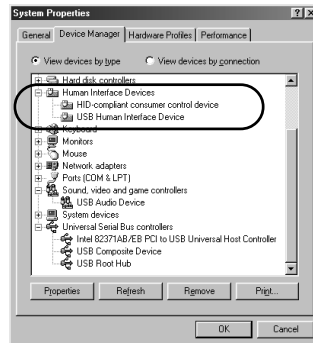 System Properties
General Device Manager Hardware Profiles Performance
View devices by type View devices by connection
Hard disk controllers
Human Interface Devices
HID-compliant consumer control device
USB Human Interface Device
Keyboard
Monitors
Mouse
Network adapters
Ports (COM & LPT)
Sound, video and game controllers
USB Audio Device
System devices
Universal Serial Bus controllers
Intel 82371AB/EB PCI to USB Universal Host Controller
USB Composite Device
USB Root Hub
Properties Refresh Remove Print...
OK Cancel